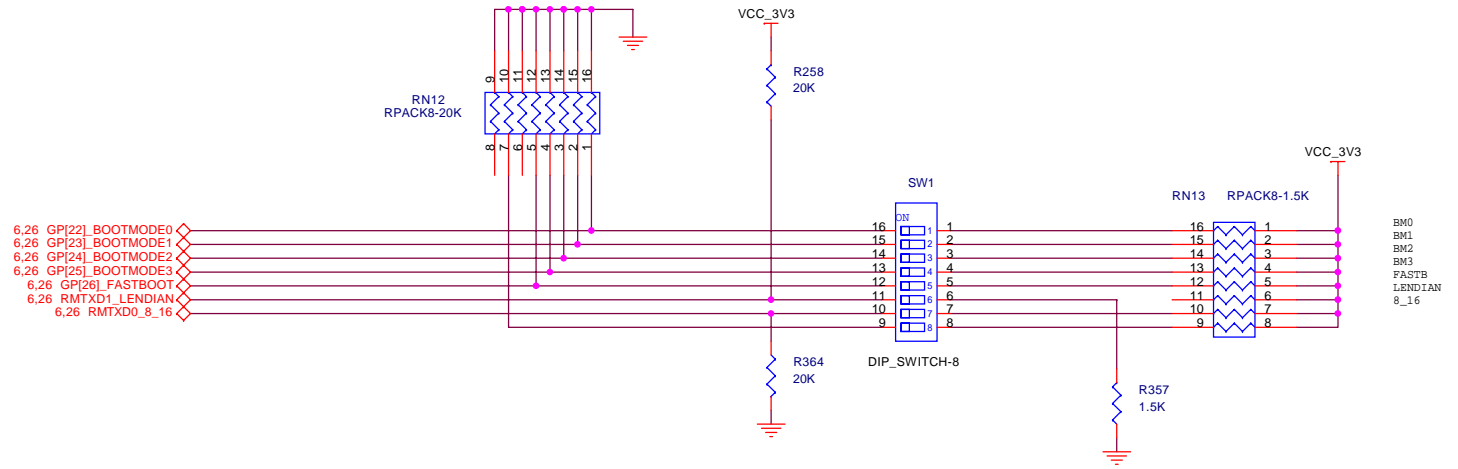 VCC_3V3
R258
20K
9 10 11 12 13 14 15 16
RN12
RPACK8-20K
8 7 6 5 4 3 2 1
VCC_3V3
SW1
RN13 RPACK8-1.5K
ON
6,26 GP[22]_BOOTMODE0 16 1 1 16 1 BM0
6,26 GP[23]_BOOTMODE1 15 2 2 15 2 BM1
6,26 GP[24]_BOOTMODE2 14 3 3 14 3 BM2
6,26 GP[25]_BOOTMODE3 13 4 4 13 4 BM3
6,26 GP[26]_FASTBOOT 12 5 5 12 5 FASTB
6,26 RMTXD1_LENDIAN 11 6 6 11 6 LENDIAN
6,26 RMTXD0_8_16 10 7 7 10 7 8_16
9 8 8 9 8
R364
20K
DIP_SWITCH-8
R357
1.5K